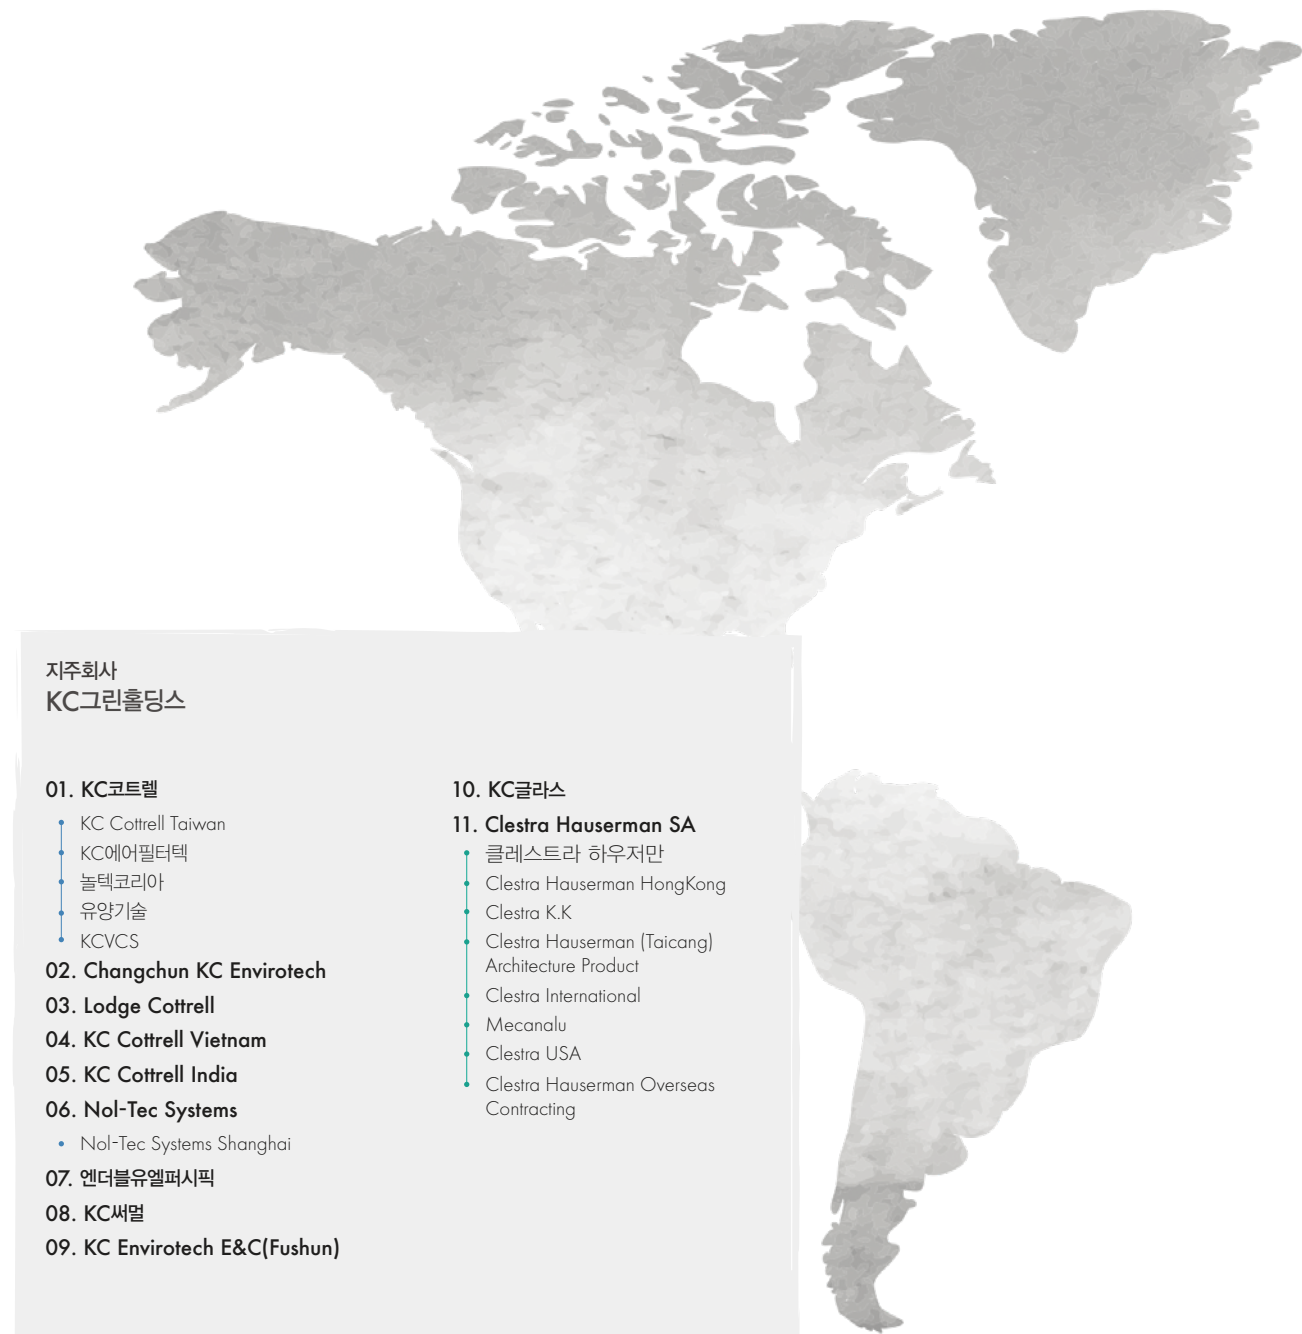 지주회사
KC그린홀딩스
01. KC코트렐
KC Cottrell Taiwan
KC에어필터텍
놀텍코리아
유양기술
KCVCS
02. Changchun KC Envirotech
03. Lodge Cottrell
04. KC Cottrell Vietnam
05. KC Cottrell India
06. Nol-Tec Systems
Nol-Tec Systems Shanghai
07. 엔더블유엘퍼시픽
08. KC써멀
09. KC Envirotech E&C(Fushun)
10. KC글라스
11. Clestra Hauserman SA
클레스트라 하우저만
Clestra Hauserman HongKong
Clestra K.K
Clestra Hauserman (Taicang)
Architecture Product
Clestra International
Mecanalu
Clestra USA
Clestra Hauserman Overseas
Contracting